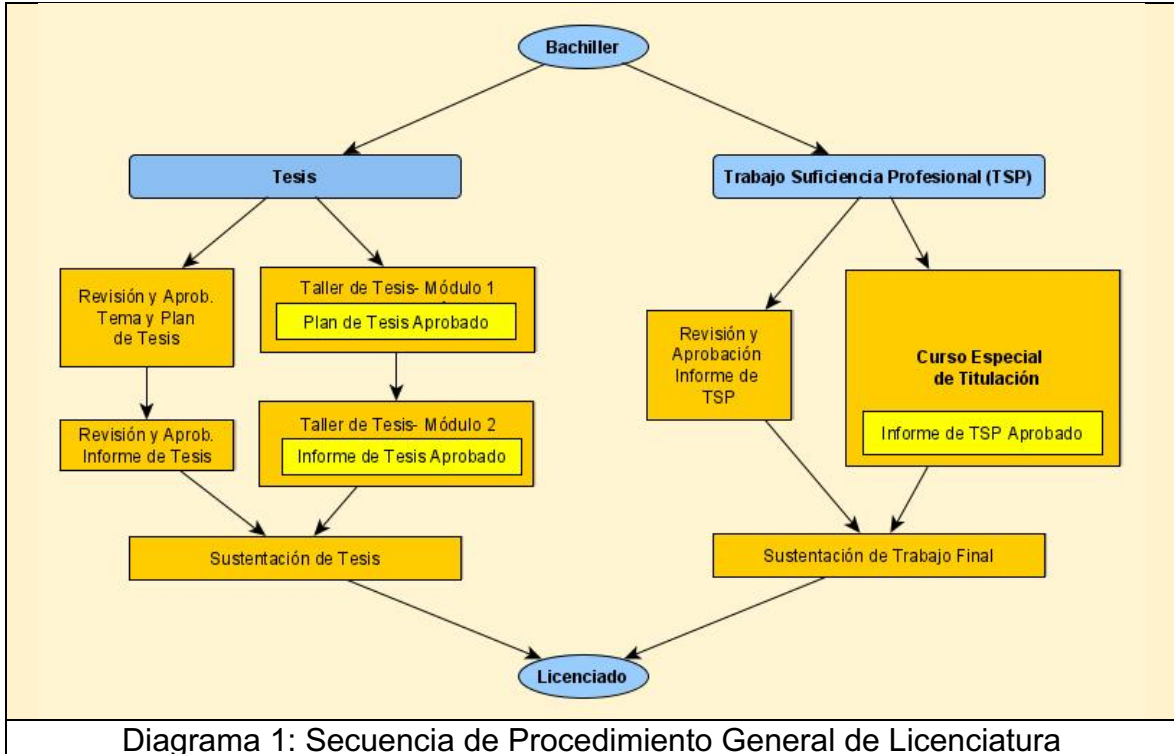 Bachiller
Tesis
Trabajo Suficiencia Profesional (TSP)
Revisión y Aprob.
Tema y Plan
de Tesis
Taller de Tesis- Módulo 1
Plan de Tesis Aprobado
Revisión y
Aprobación
Informe de
TSP
Curso Especial
de Titulación
Informe de TSP Aprobado
Revisión y Aprob.
Informe de Tesis
Taller de Tesis- Módulo 2
Informe de Tesis Aprobado
Sustentación de Tesis
Sustentación de Trabajo Final
Licenciado
Diagrama 1: Secuencia de Procedimiento General de Licenciatura